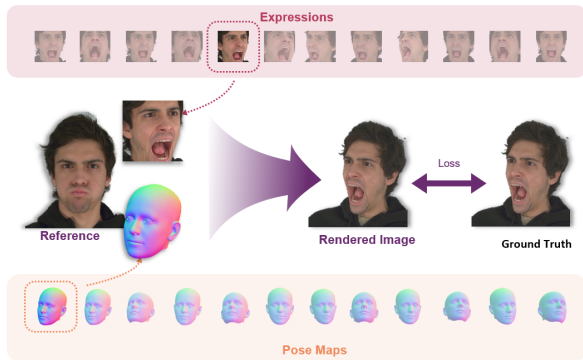 Expressions
Loss
Reference
Rendered Image
Ground Truth
Pose Maps